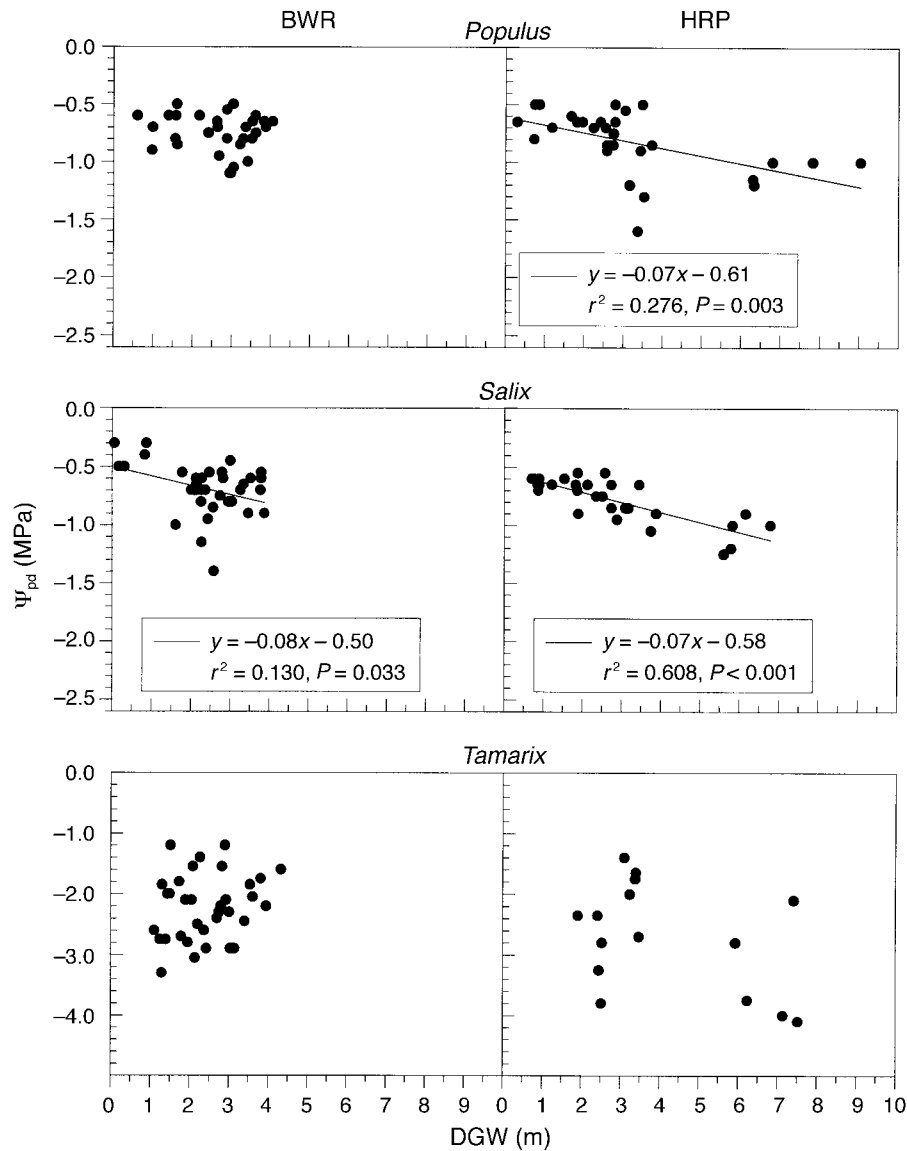 BWR HRP
Populus
0.0
−0.5
−1.0
−1.5
−2.0
−2.5
y = −0.07x − 0.61
r² = 0.276, P = 0.003
Salix
0.0
−0.5
−1.0
−1.5
−2.0
−2.5
Ψpd (MPa)
y = −0.08x − 0.50
r² = 0.130, P = 0.033
y = −0.07x − 0.58
r² = 0.608, P < 0.001
Tamarix
0.0
−1.0
−2.0
−3.0
−4.0
0 1 2 3 4 5 6 7 8 9 0 1 2 3 4 5 6 7 8 9 10
DGW (m)